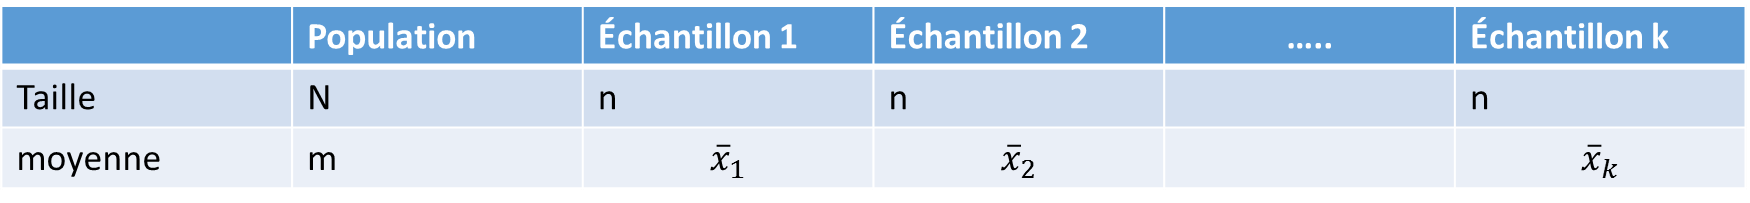 Population Échantillon 1 Échantillon 2 ..... Échantillon k
Taille N n n n
moyenne m x̄₁ x̄₂ x̄ₖ